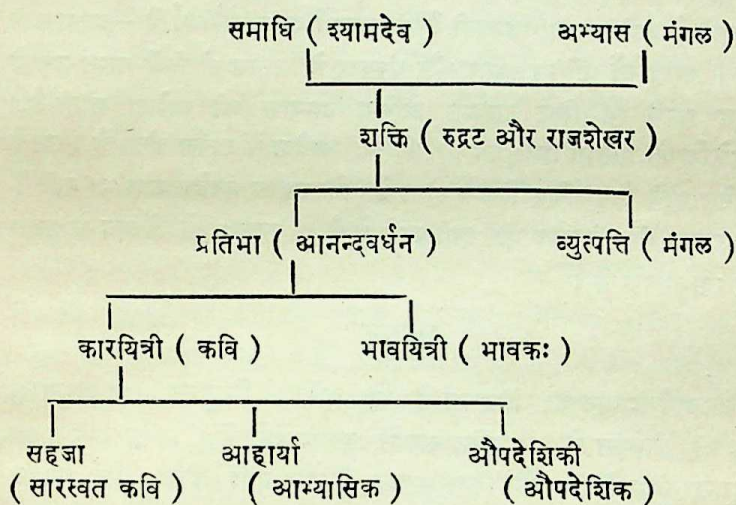 समाधि ( श्यामदेव ) अभ्यास ( मंगल )
शक्ति ( रुद्रट और राजशेखर )
प्रतिभा ( आनन्दवर्धन ) व्युत्पत्ति ( मंगल )
कारयित्री ( कवि ) भावयित्री ( भावकः )
सहजा आहार्या औपदेशिकी
( सारस्वत कवि ) ( आभ्यासिक ) ( औपदेशिक )